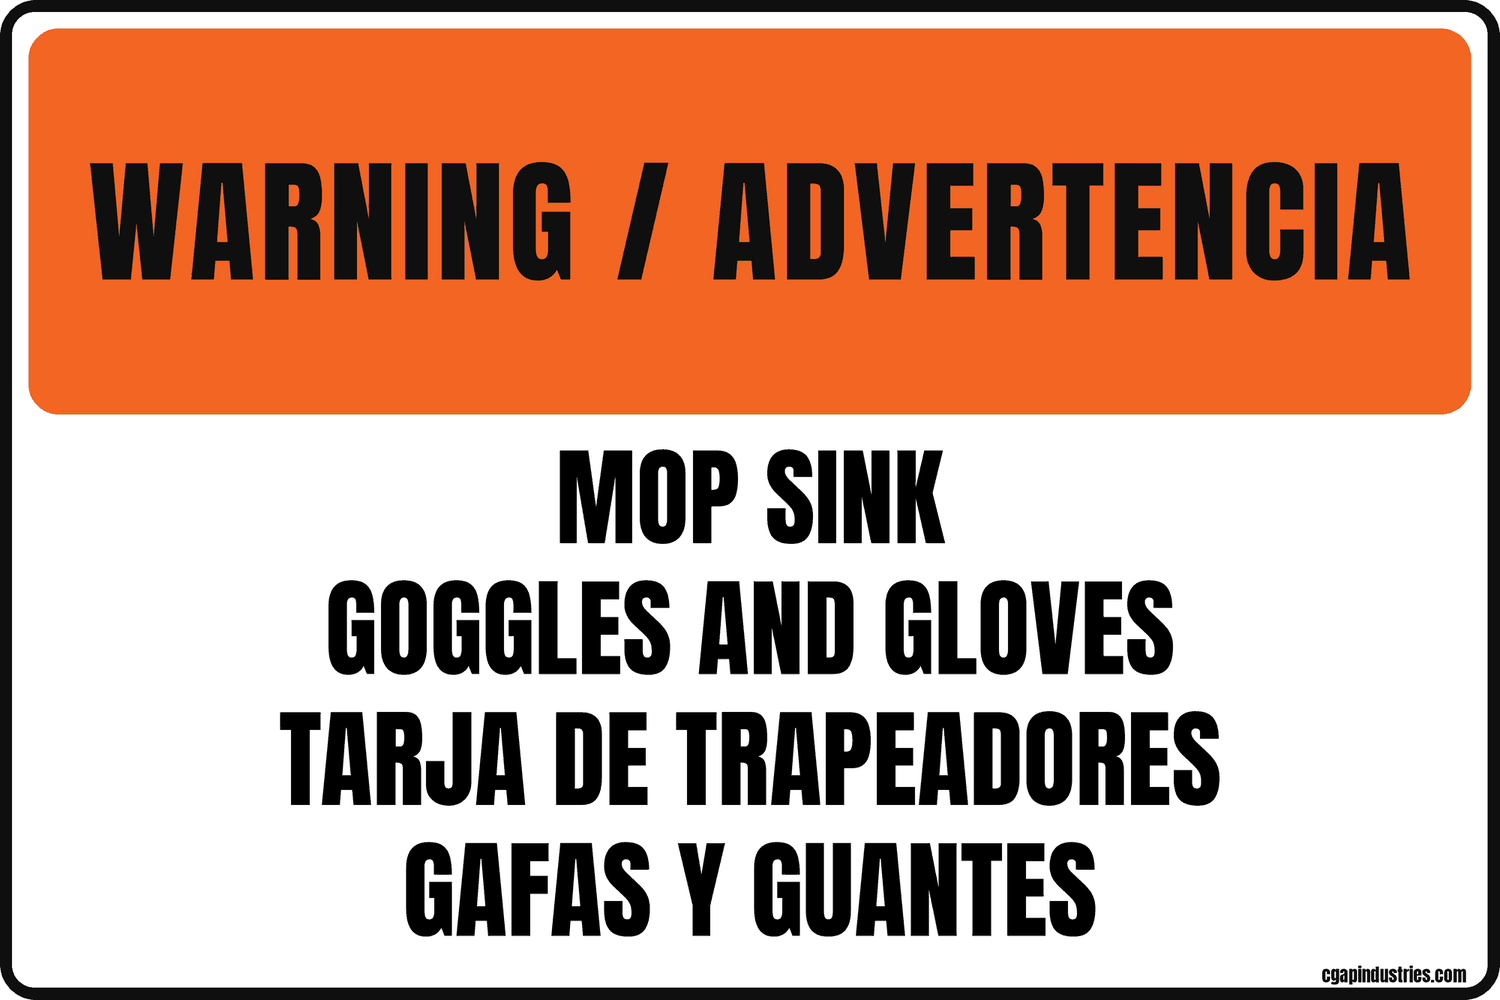 WARNING / ADVERTENCIA
MOP SINK
GOGGLES AND GLOVES
TARJA DE TRAPEADORES
GAFAS Y GUANTES
cgapindustries.com